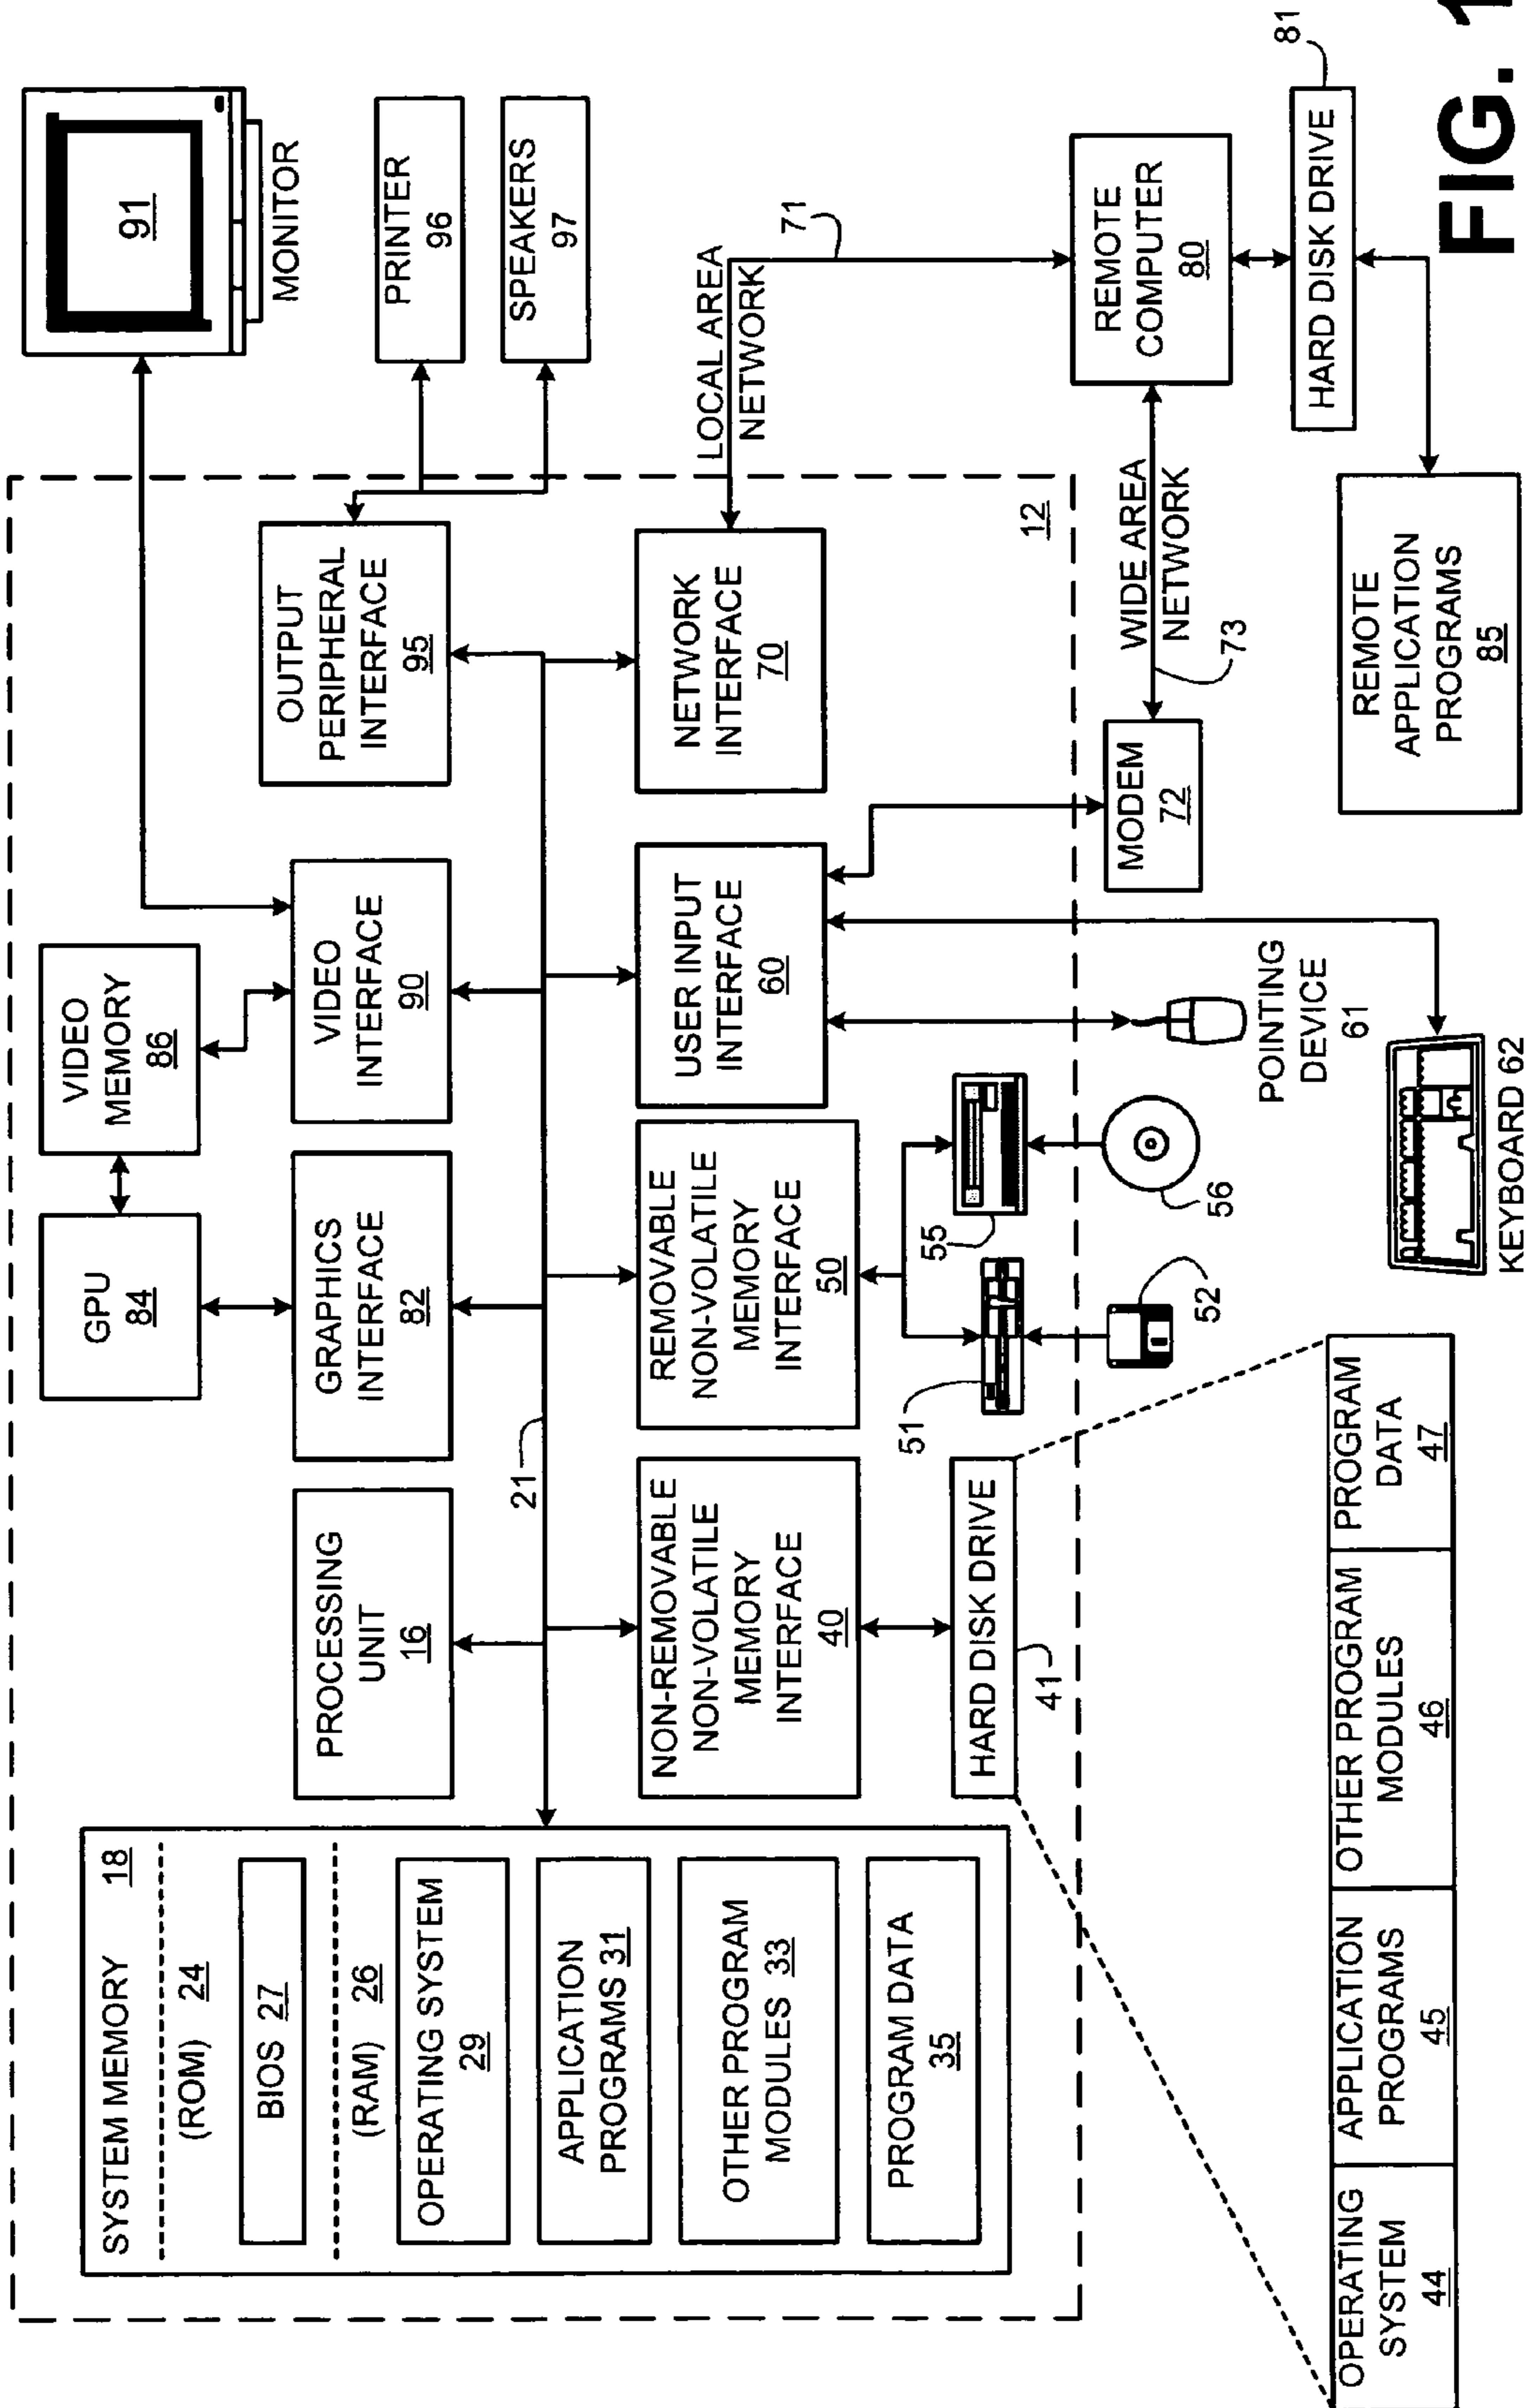 SYSTEM MEMORY 18
(ROM) 24
BIOS 27
(RAM) 26
OPERATING SYSTEM
29
APPLICATION
PROGRAMS 31
OTHER PROGRAM
MODULES 33
PROGRAM DATA
35
PROCESSING
UNIT
16
GPU
84
GRAPHICS
INTERFACE
82
VIDEO
MEMORY
86
VIDEO
INTERFACE
90
OUTPUT
PERIPHERAL
INTERFACE
95
91
MONITOR
PRINTER
96
SPEAKERS
97
21
NON-REMOVABLE
NON-VOLATILE
MEMORY
INTERFACE
40
REMOVABLE
NON-VOLATILE
MEMORY
INTERFACE
50
USER INPUT
INTERFACE
60
NETWORK
INTERFACE
70
LOCAL AREA
NETWORK
71
12
HARD DISK DRIVE
41
51
52
55
56
POINTING
DEVICE
61
KEYBOARD 62
MODEM
72
WIDE AREA
NETWORK
73
REMOTE
COMPUTER
80
HARD DISK DRIVE
81
REMOTE
APPLICATION
PROGRAMS
85
OPERATING
SYSTEM
44
APPLICATION
PROGRAMS
45
OTHER PROGRAM
MODULES
46
PROGRAM
DATA
47
FIG. 1